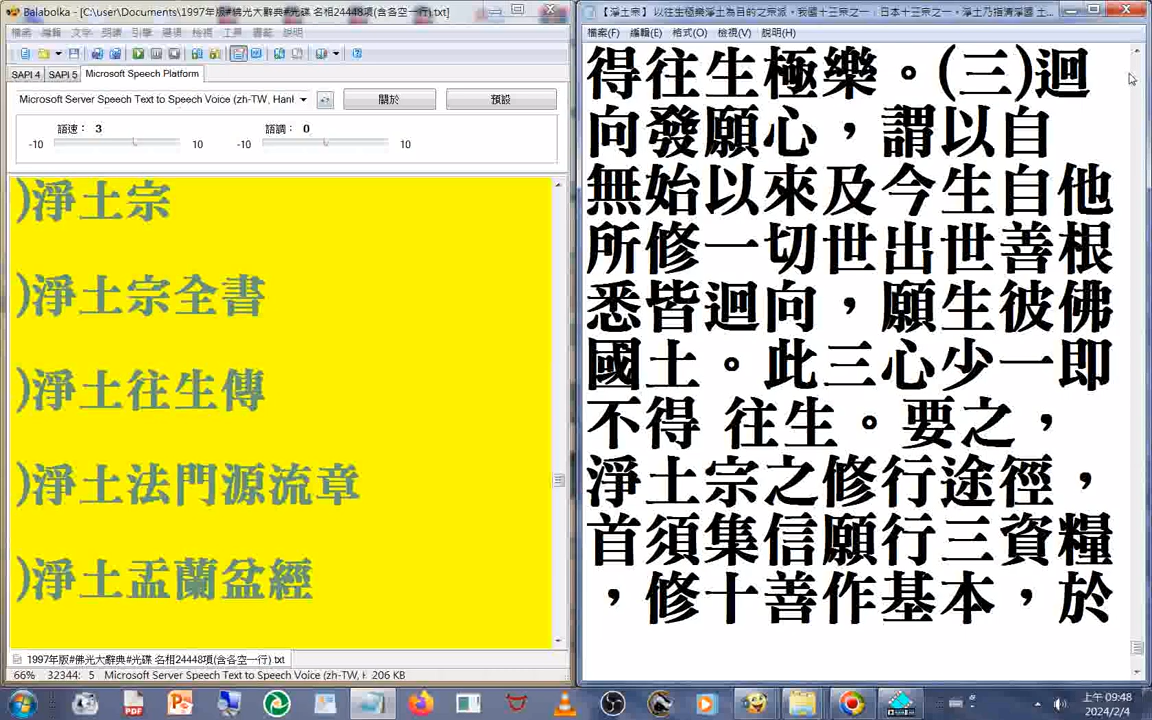 Balabolka - [C:\user\Documents\1997年版#佛光大辭典#光碟 名相24448項(含各空一行).txt]
檔案 編輯 文字 朗讀 引擎 選項 檢視 工具 書籤 說明
SAPI 4 SAPI 5 Microsoft Speech Platform
Microsoft Server Speech Text to Speech Voice (zh-TW, Hanl
關於
預設
語速： 3
語調： 0
-10 10 -10 10
)淨土宗
)淨土宗全書
)淨土往生傳
)淨土法門源流章
)淨土盂蘭盆經
1997年版#佛光大辭典#光碟 名相24448項(含各空一行).txt
66% 32344: 5 Microsoft Server Speech Text to Speech Voice (zh-TW, H 206 KB
【淨土宗】 以往生極樂淨土為目的之宗派。我國十三宗之一，日本十三宗之一。淨土乃指清淨國 土...
檔案(F) 編輯(E) 格式(O) 檢視(V) 說明(H)
得往生極樂。(三)迴
向發願心，謂以自
無始以來及今生自他
所修一切世出世善根
悉皆迴向，願生彼佛
國土。此三心少一即
不得 往生。要之，
淨土宗之修行途徑，
首須集信願行三資糧
，修十善作基本，於
上午 09:48
2024/2/4